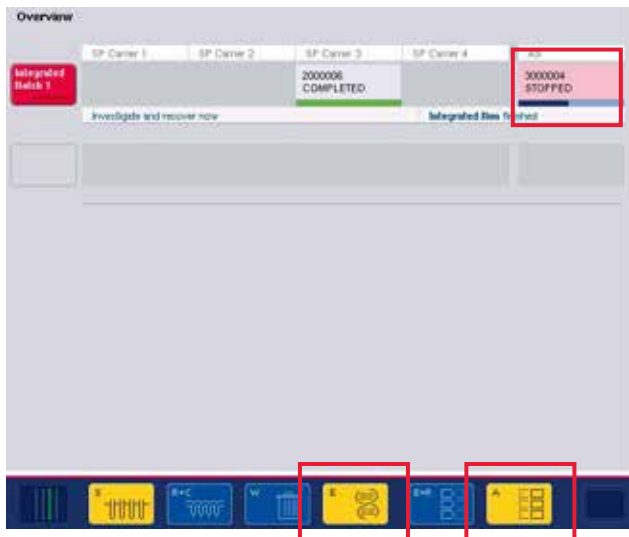 Overview
SP Carrier 1 SP Carrier 2 SP Carrier 3 SP Carrier 4 AS
Integrated Batch 1
2000006
COMPLETED
3000004
STOPPED
Investigate and recover now
Integrated Run finished
S
R+C
W
E
E+R
A